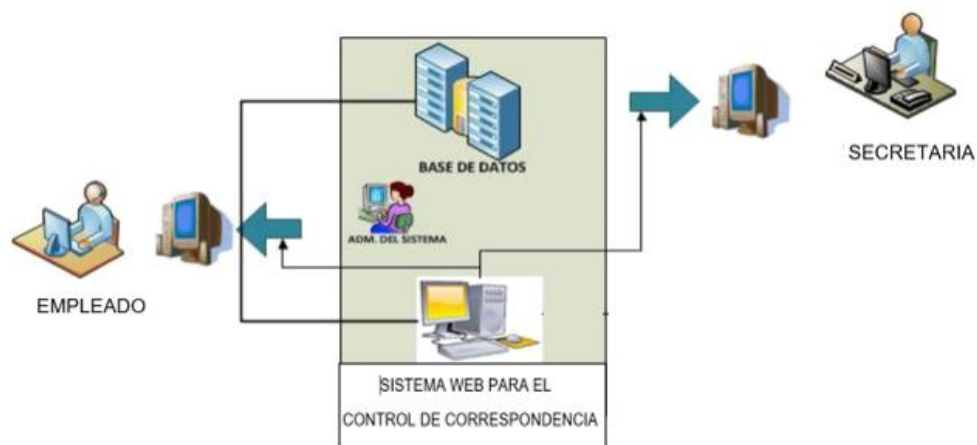 BASE DE DATOS
SECRETARIA
ADM. DEL SISTEMA
EMPLEADO
SISTEMA WEB PARA EL
CONTROL DE CORRESPONDENCIA